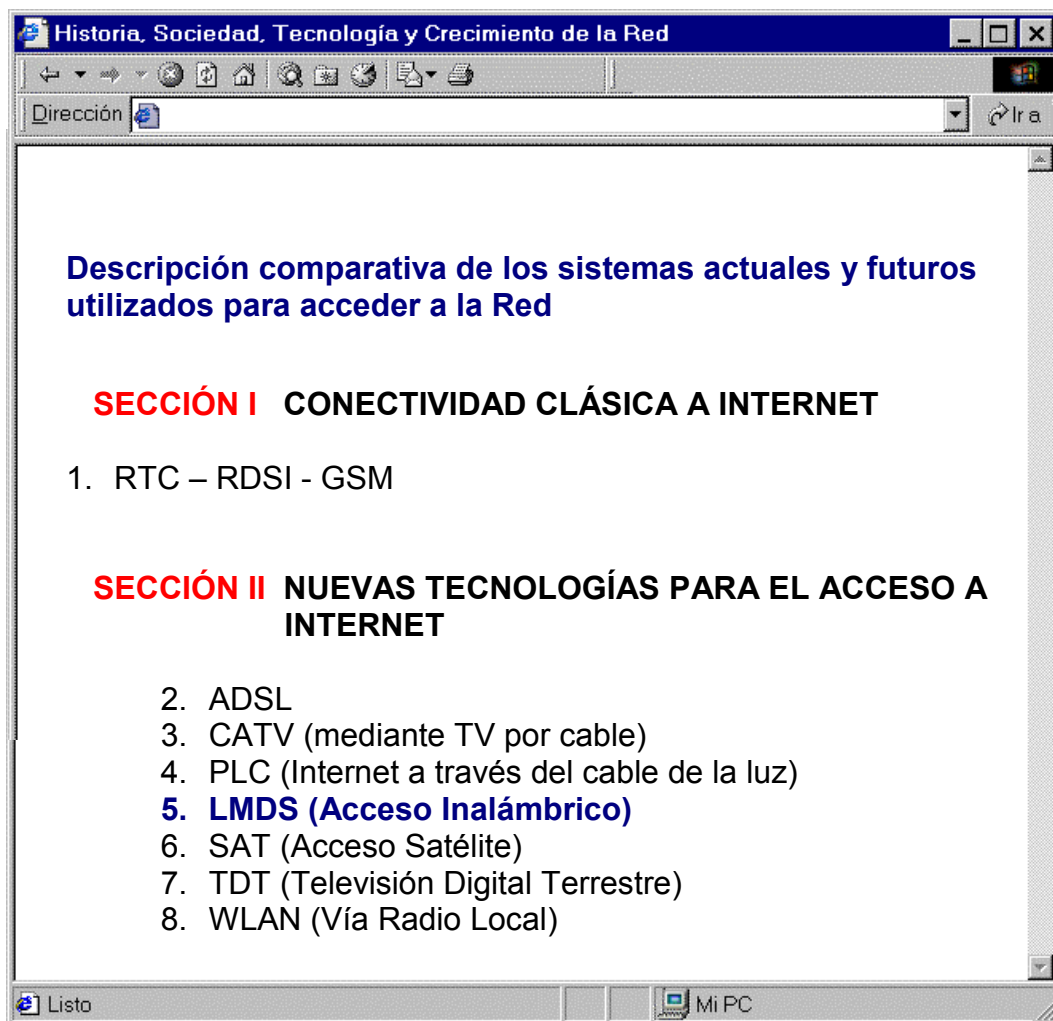 Historia, Sociedad, Tecnología y Crecimiento de la Red
Dirección
Ir a
Descripción comparativa de los sistemas actuales y futuros
utilizados para acceder a la Red
SECCIÓN I CONECTIVIDAD CLÁSICA A INTERNET
1. RTC – RDSI - GSM
SECCIÓN II NUEVAS TECNOLOGÍAS PARA EL ACCESO A
INTERNET
2. ADSL
3. CATV (mediante TV por cable)
4. PLC (Internet a través del cable de la luz)
5. LMDS (Acceso Inalámbrico)
6. SAT (Acceso Satélite)
7. TDT (Televisión Digital Terrestre)
8. WLAN (Vía Radio Local)
Listo
Mi PC